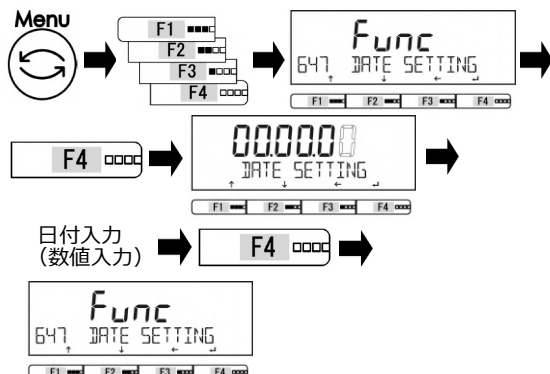 Menu
F1
F2
F3
F4
Func
647 DATE SETTING
↑ ↓ ← ↵
F1 F2 F3 F4
F4
00.00.00
DATE SETTING
↑ ↓ ← ↵
F1 F2 F3 F4
日付入力
（数値入力）
F4
Func
647 DATE SETTING
↑ ↓ ← ↵
F1 F2 F3 F4